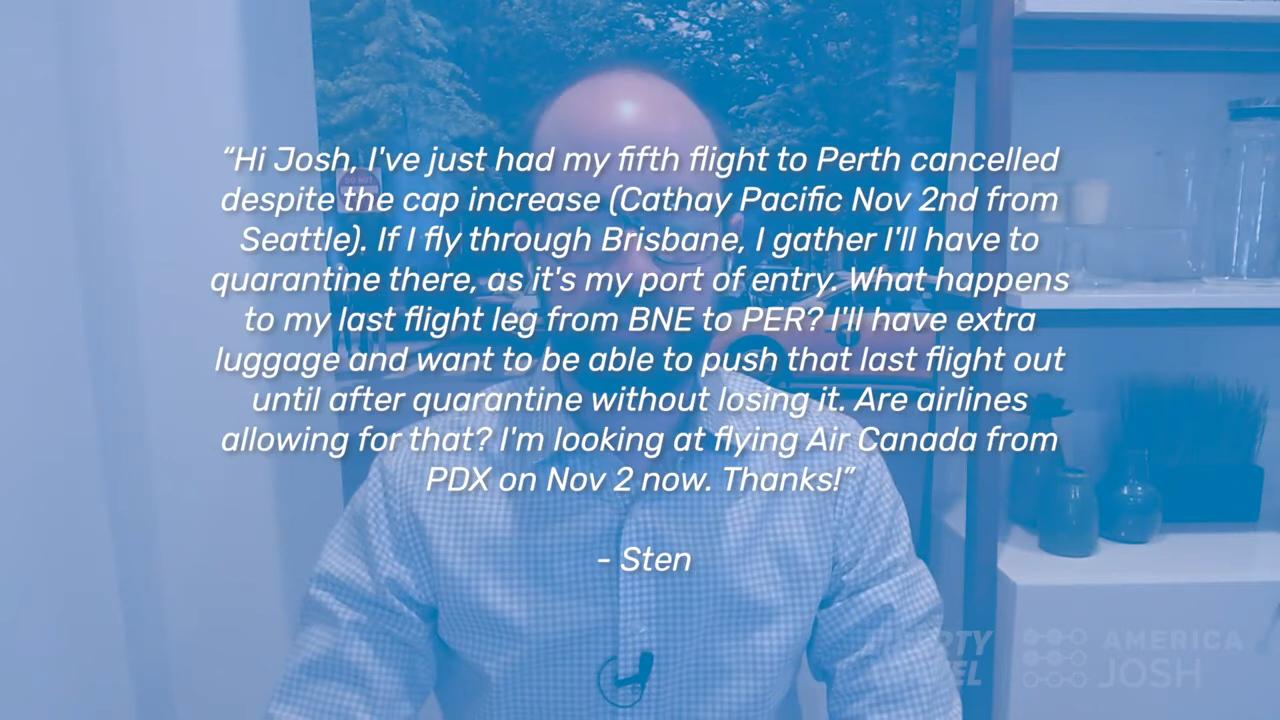 “Hi Josh, I've just had my fifth flight to Perth cancelled
despite the cap increase (Cathay Pacific Nov 2nd from
Seattle). If I fly through Brisbane, I gather I'll have to
quarantine there, as it's my port of entry. What happens
to my last flight leg from BNE to PER? I'll have extra
luggage and want to be able to push that last flight out
until after quarantine without losing it. Are airlines
allowing for that? I'm looking at flying Air Canada from
PDX on Nov 2 now. Thanks!”
- Sten
AMERICA
JOSH